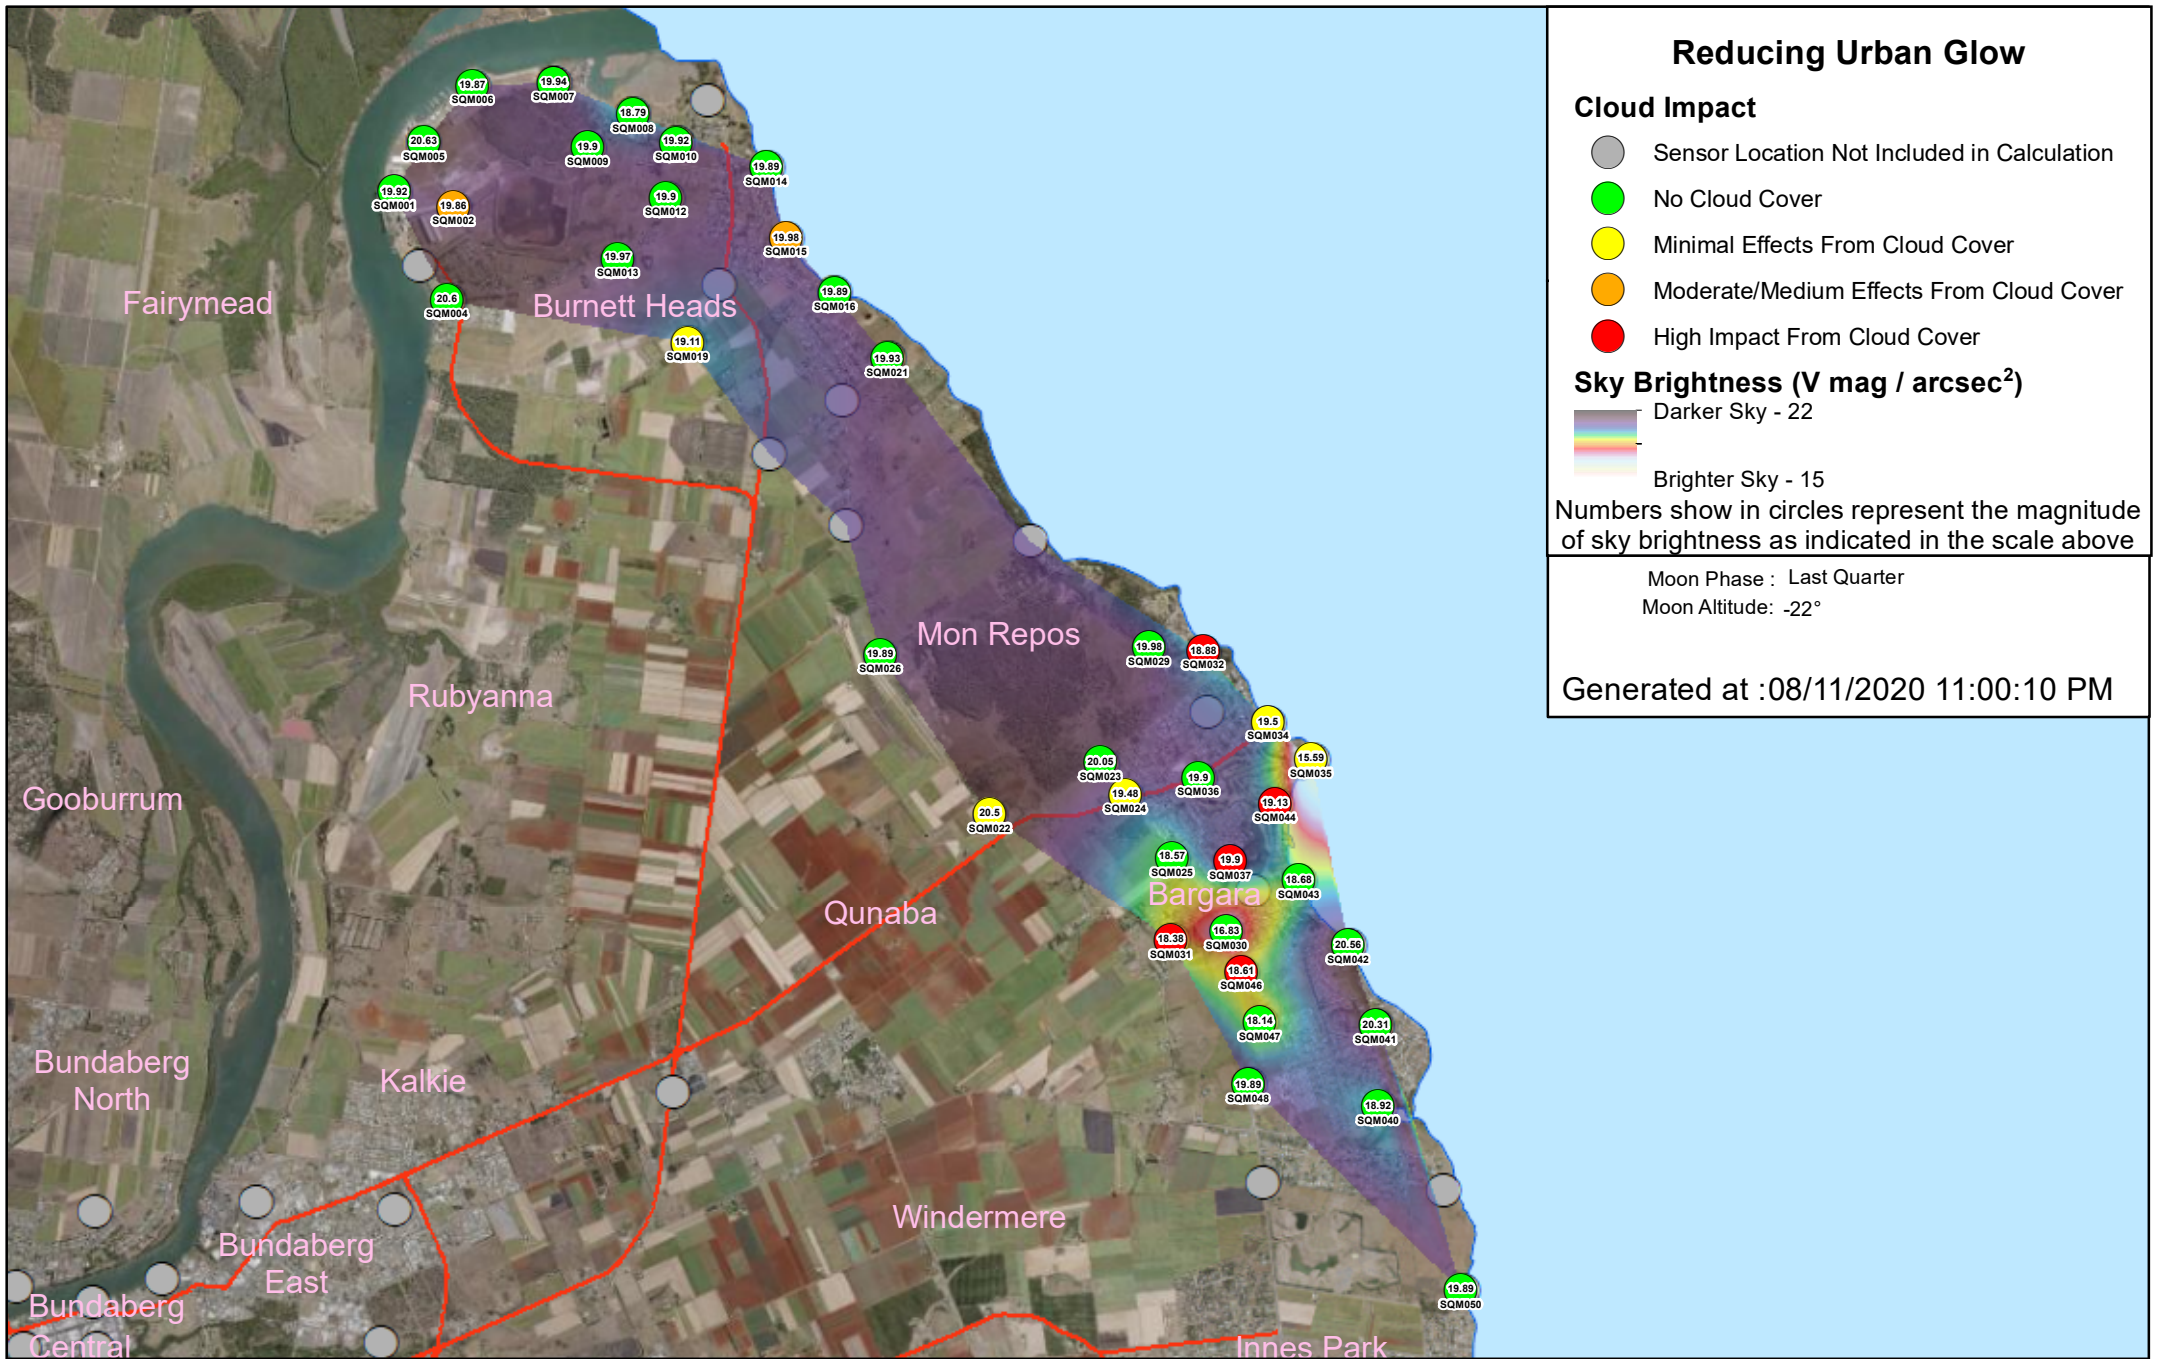 Reducing Urban Glow
Cloud Impact
Sensor Location Not Included in Calculation
No Cloud Cover
Minimal Effects From Cloud Cover
Moderate/Medium Effects From Cloud Cover
High Impact From Cloud Cover
Sky Brightness (V mag / arcsec²)
Darker Sky - 22
Brighter Sky - 15
Numbers show in circles represent the magnitude
of sky brightness as indicated in the scale above
Moon Phase : Last Quarter
Moon Altitude: -22°
Generated at :08/11/2020 11:00:10 PM
19.87
SQM006
19.94
SQM007
18.79
SQM008
20.63
SQM005
19.9
SQM009
19.92
SQM010
19.89
SQM014
19.92
SQM001
19.86
SQM002
19.9
SQM012
19.98
SQM015
19.97
SQM013
20.6
SQM004
19.89
SQM016
Fairymead
Burnett Heads
19.11
SQM019
19.93
SQM021
Mon Repos
19.89
SQM026
19.98
SQM029
18.88
SQM032
Rubyanna
19.5
SQM034
15.59
SQM035
20.05
SQM023
19.9
SQM036
19.48
SQM024
19.13
SQM044
20.5
SQM022
Gooburrum
18.57
SQM025
19.9
SQM037
18.68
SQM043
Bargara
Qunaba
18.38
SQM031
16.83
SQM030
20.56
SQM042
18.61
SQM046
18.14
SQM047
20.31
SQM041
Bundaberg
North
Kalkie
19.89
SQM048
18.92
SQM040
Windermere
Bundaberg
East
19.89
SQM050
Bundaberg
Central
Innes Park